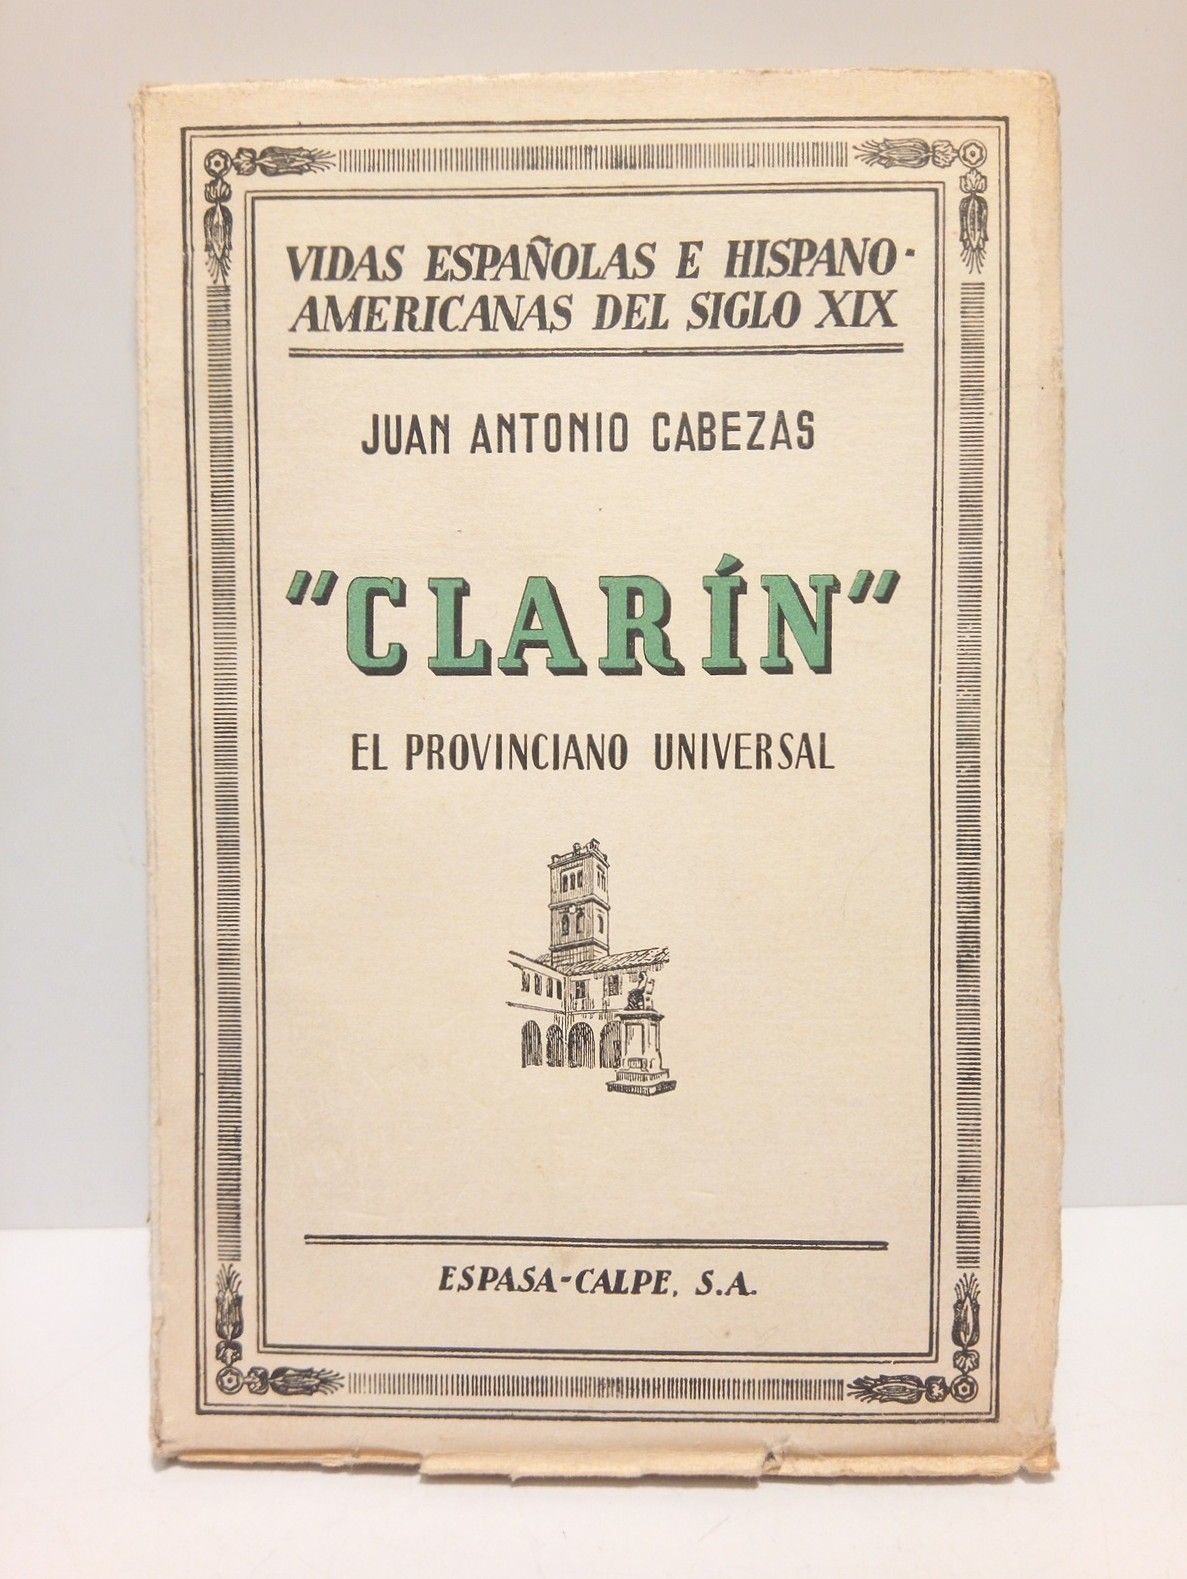 VIDAS ESPAÑOLAS E HISPANO-
AMERICANAS DEL SIGLO XIX
JUAN ANTONIO CABEZAS
"CLARÍN"
EL PROVINCIANO UNIVERSAL
ESPASA-CALPE, S.A.